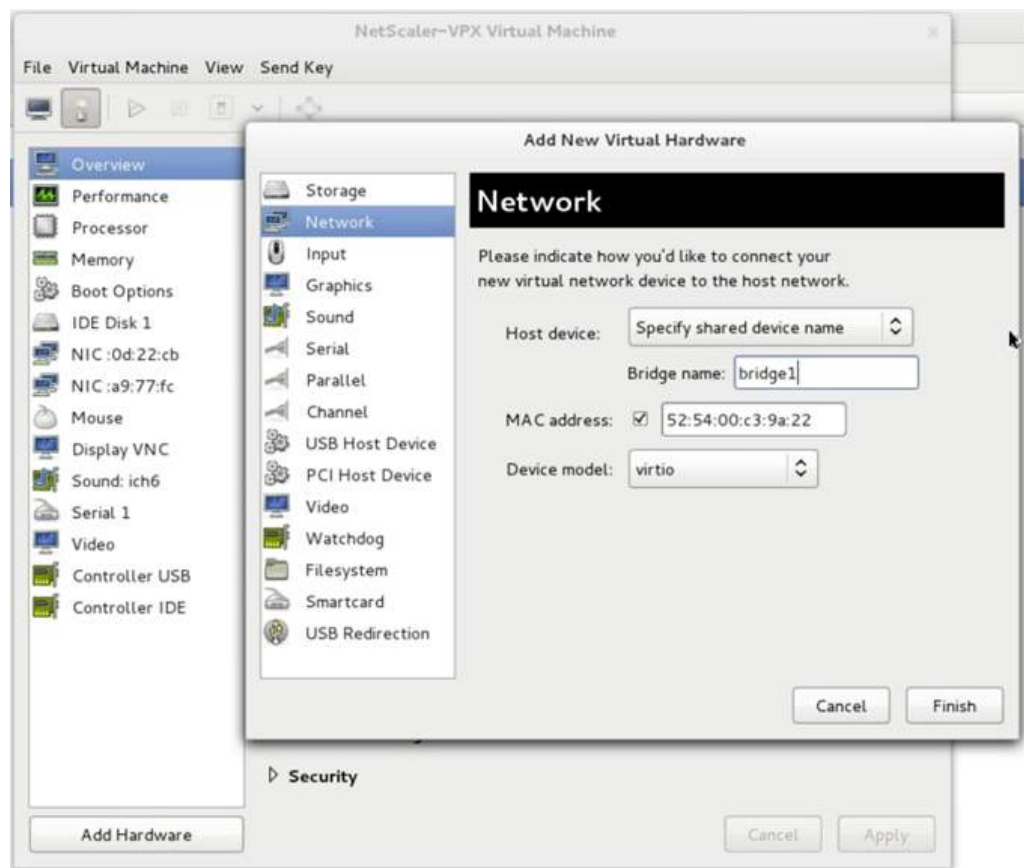 NetScaler-VPX Virtual Machine
File Virtual Machine View Send Key
Overview
Performance
Processor
Memory
Boot Options
IDE Disk 1
NIC :0d:22:cb
NIC :a9:77:fc
Mouse
Display VNC
Sound: ich6
Serial 1
Video
Controller USB
Controller IDE
Add Hardware
Add New Virtual Hardware
Storage
Network
Input
Graphics
Sound
Serial
Parallel
Channel
USB Host Device
PCI Host Device
Video
Watchdog
Filesystem
Smartcard
USB Redirection
Network
Please indicate how you'd like to connect your
new virtual network device to the host network.
Host device: Specify shared device name
Bridge name: bridge1
MAC address: 52:54:00:c3:9a:22
Device model: virtio
Cancel Finish
Security
Cancel Apply